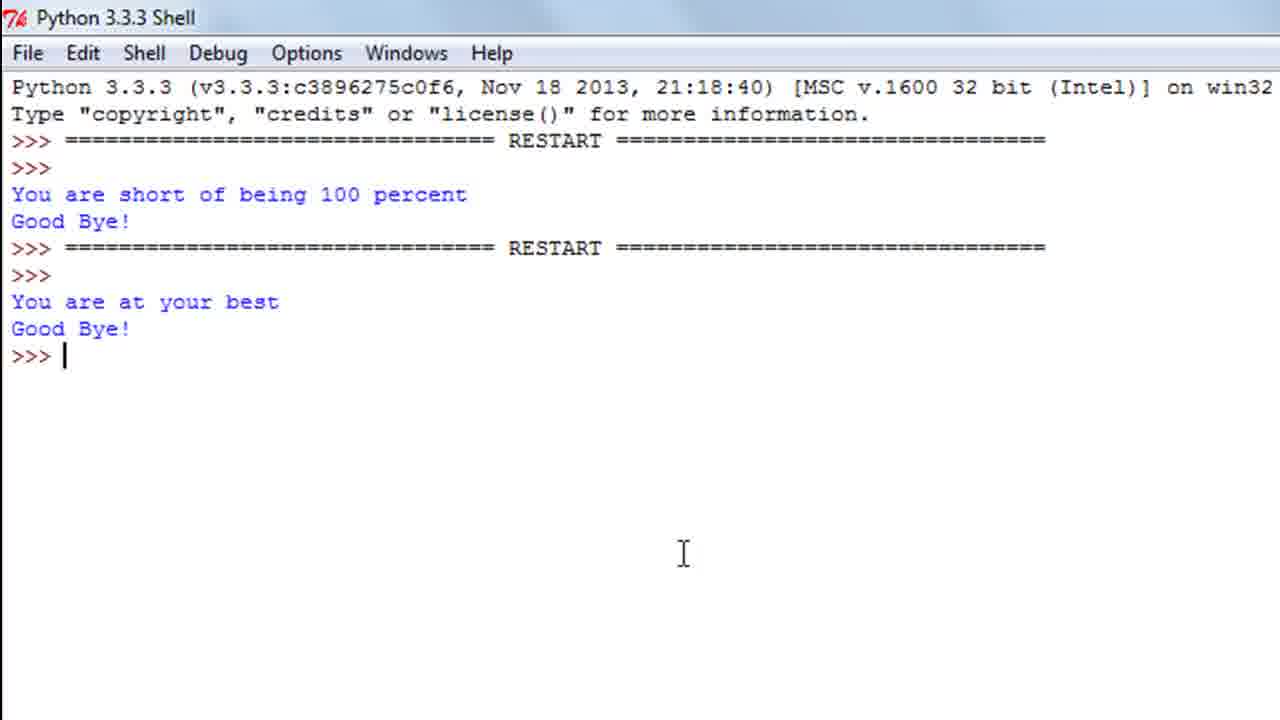 Python 3.3.3 Shell
File Edit Shell Debug Options Windows Help
Python 3.3.3 (v3.3.3:c3896275c0f6, Nov 18 2013, 21:18:40) [MSC v.1600 32 bit (Intel)] on win32
Type "copyright", "credits" or "license()" for more information.
>>> ================================ RESTART ================================
>>>
You are short of being 100 percent
Good Bye!
>>> ================================ RESTART ================================
>>>
You are at your best
Good Bye!
>>>